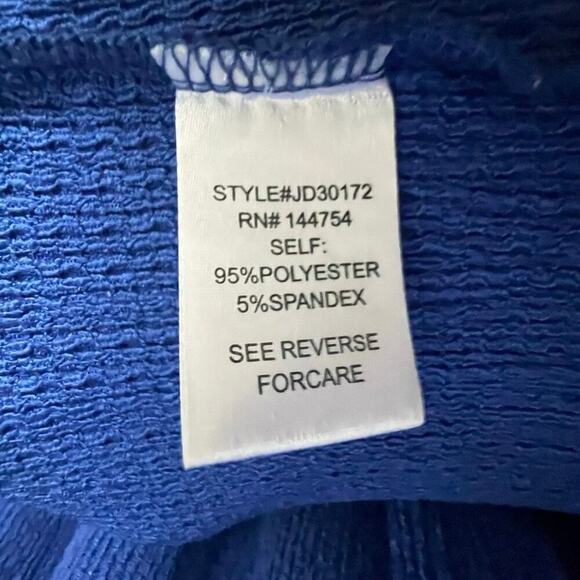 STYLE#JD30172
RN# 144754
SELF:
95%POLYESTER
5%SPANDEX
SEE REVERSE
FORCARE